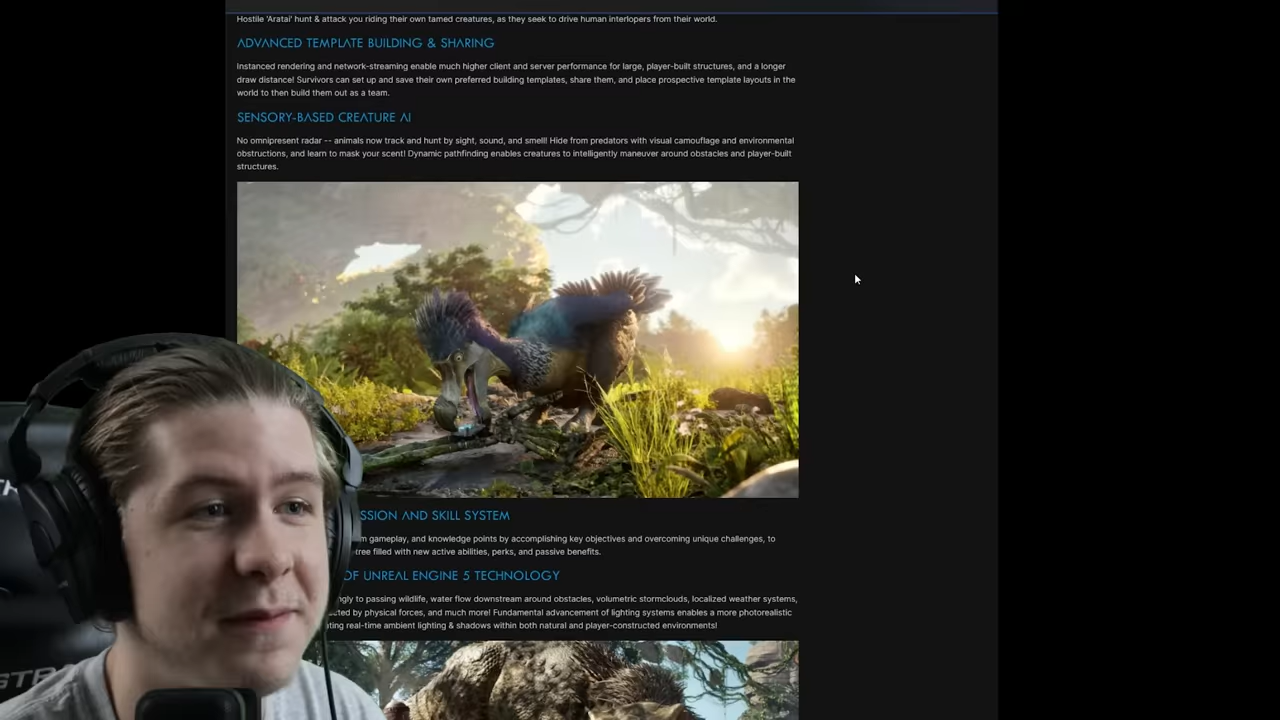 Hostile 'Aratai' hunt & attack you riding their own tamed creatures, as they seek to drive human interlopers from their world.
ADVANCED TEMPLATE BUILDING & SHARING
Instanced rendering and network-streaming enable much higher client and server performance for large, player-built structures, and a longer
draw distance! Survivors can set up and save their own preferred building templates, share them, and place prospective template layouts in the
world to then build them out as a team.
SENSORY-BASED CREATURE AI
No omnipresent radar -- animals now track and hunt by sight, sound, and smell! Hide from predators with visual camouflage and environmental
obstructions, and learn to mask your scent! Dynamic pathfinding enables creatures to intelligently maneuver around obstacles and player-built
structures.
SSION AND SKILL SYSTEM
m gameplay, and knowledge points by accomplishing key objectives and overcoming unique challenges, to
tree filled with new active abilities, perks, and passive benefits.
OF UNREAL ENGINE 5 TECHNOLOGY
ngly to passing wildlife, water flow downstream around obstacles, volumetric stormclouds, localized weather systems,
cted by physical forces, and much more! Fundamental advancement of lighting systems enables a more photorealistic
ating real-time ambient lighting & shadows within both natural and player-constructed environments!